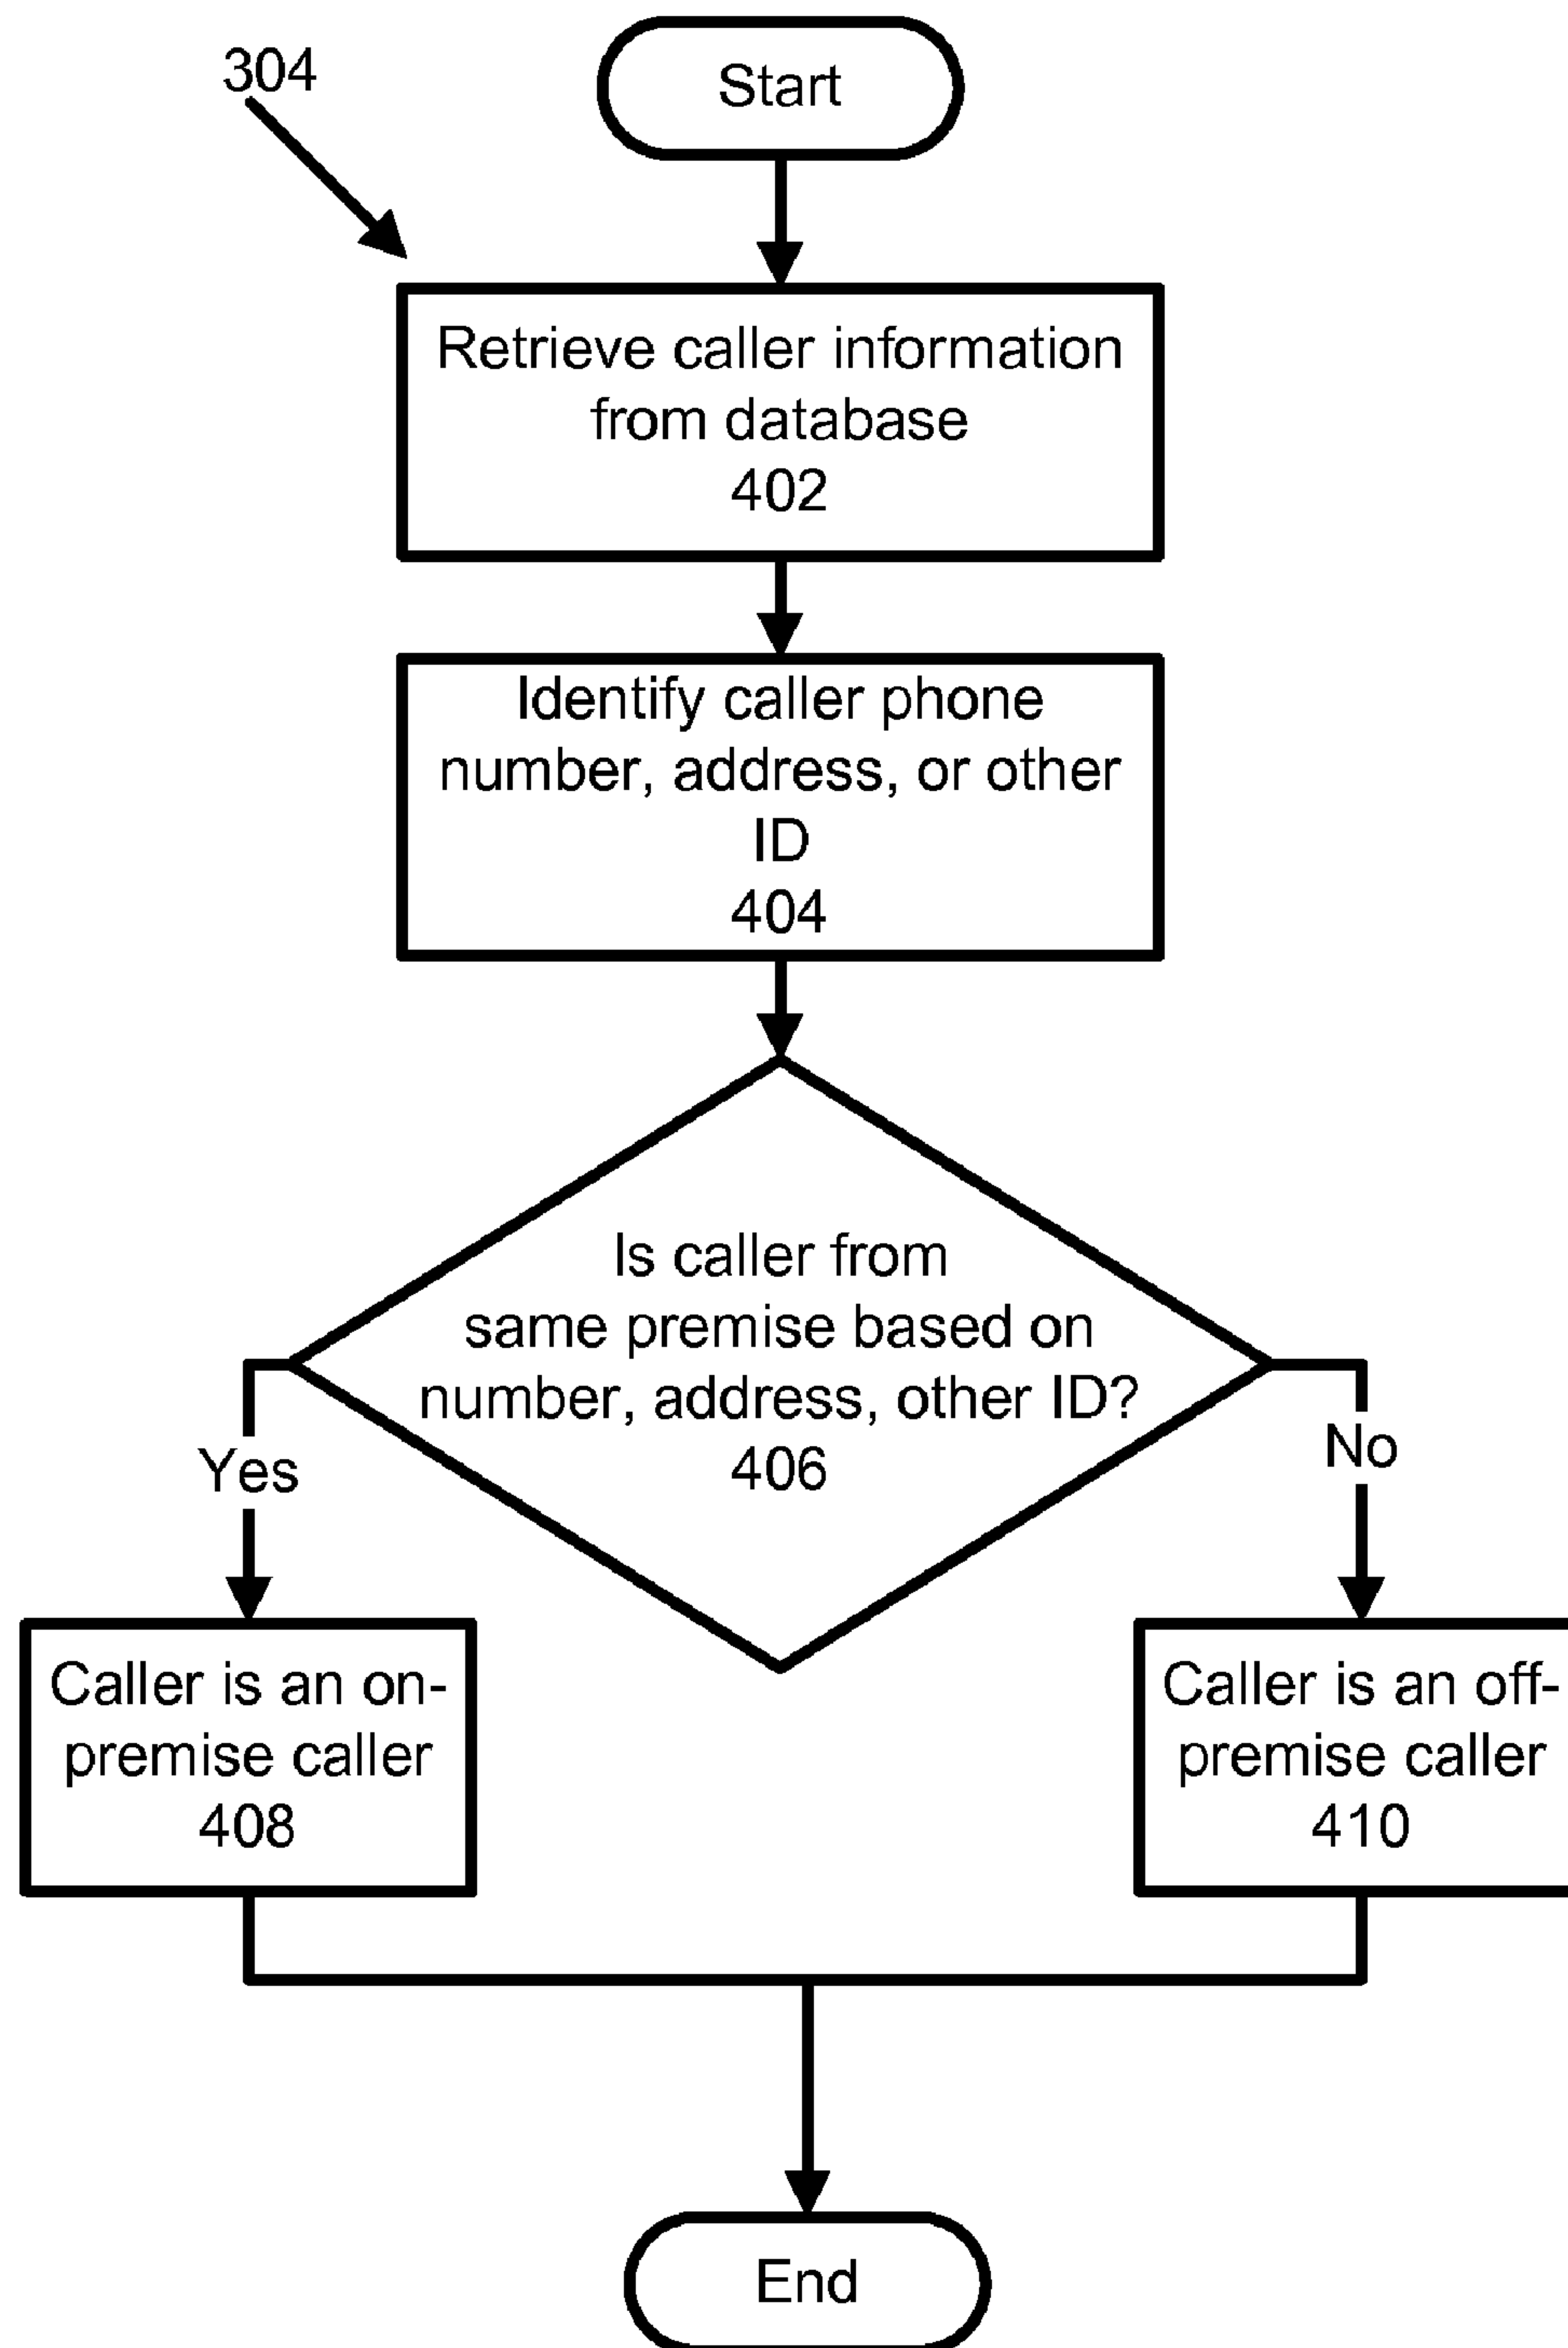 304
Start
Retrieve caller information
from database
402
Identify caller phone
number, address, or other
ID
404
Is caller from
same premise based on
number, address, other ID?
406
Yes
No
Caller is an on-
premise caller
408
Caller is an off-
premise caller
410
End